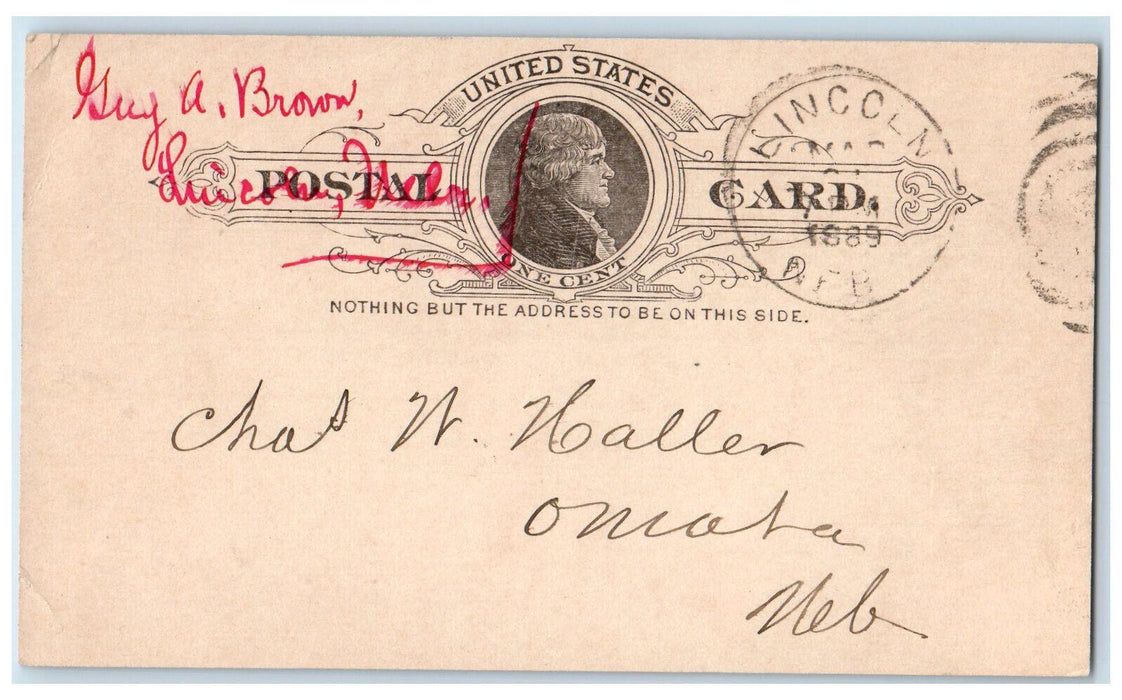 Guy A. Brown,
Lincoln, Nebr.
UNITED STATES
POSTAL CARD.
ONE CENT
NOTHING BUT THE ADDRESS TO BE ON THIS SIDE.
LINCOLN
1889
NEB
Chas W. Haller
Omaha
Neb